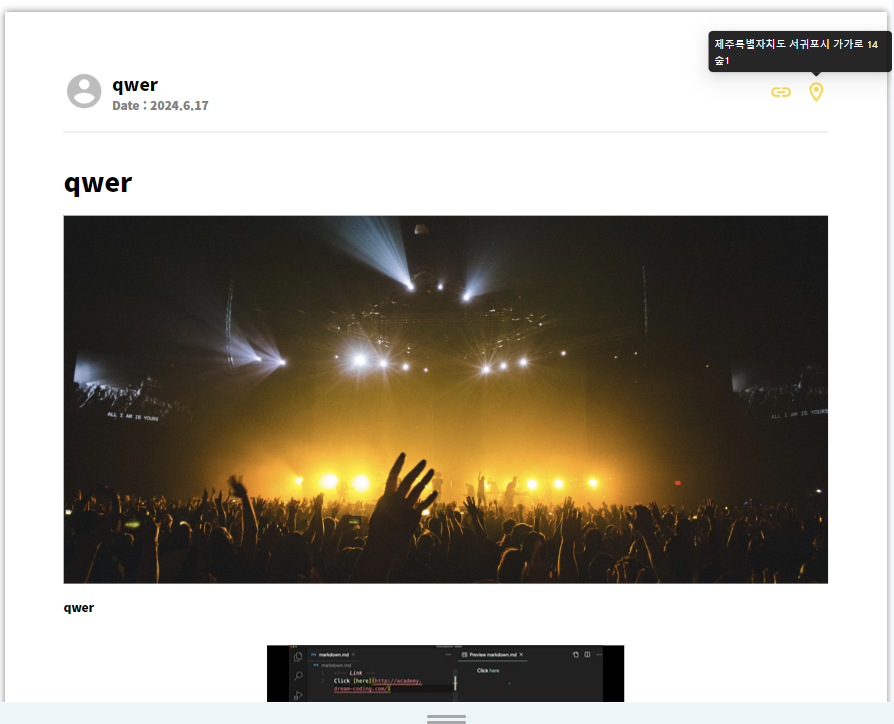 제주특별자치도 서귀포시 가가로 14
숲1
qwer
Date : 2024.6.17
qwer
ALL I AM IS YOURS
ALL I AM IS YOURS
qwer
markdown.md
Preview markdown.md
markdown.md
1 <!-- Link -->
Click [here](http://academy.
dream-coding.com/)
Click here